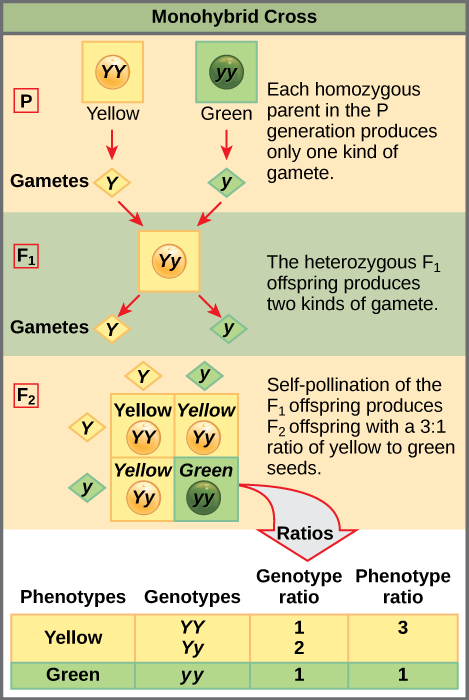 Monohybrid Cross
P
YY
yy
Yellow
Green
Each homozygous
parent in the P
generation produces
only one kind of
gamete.
Gametes
Y
y
F1
Yy
The heterozygous F1
offspring produces
two kinds of gamete.
Gametes
Y
y
F2
Y
y
Y
Yellow
YY
Yellow
Yy
y
Yellow
Yy
Green
yy
Self-pollination of the
F1 offspring produces
F2 offspring with a 3:1
ratio of yellow to green
seeds.
Ratios
Phenotypes Genotypes Genotype ratio Phenotype ratio
Yellow YY 1 3
Yy 2
Green yy 1 1